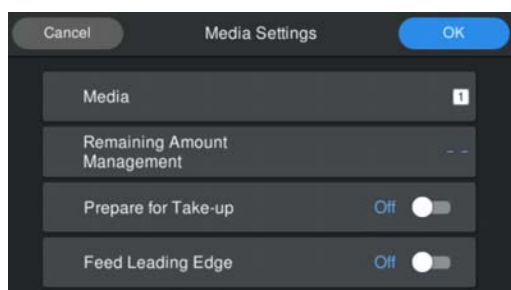 Cancel Media Settings OK
Media 1
Remaining Amount
Management - -
Prepare for Take-up Off
Feed Leading Edge Off